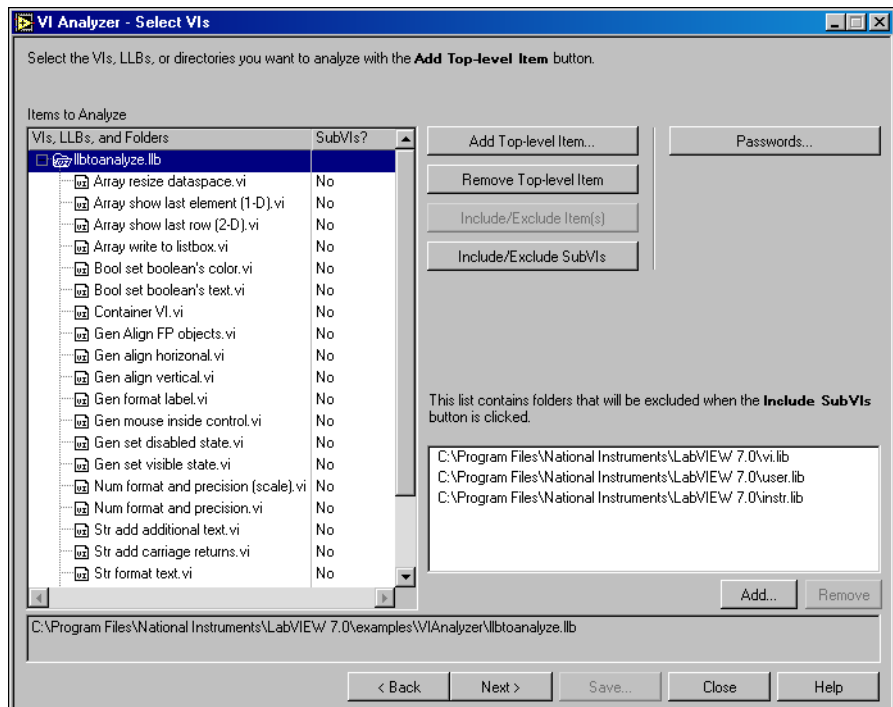 VI Analyzer - Select VIs
Select the VIs, LLBs, or directories you want to analyze with the Add Top-level Item button.
Items to Analyze
VIs, LLBs, and Folders SubVIs?
llbtoanalyze.llb
Array resize dataspace.vi No
Array show last element (1-D).vi No
Array show last row (2-D).vi No
Array write to listbox.vi No
Bool set boolean's color.vi No
Bool set boolean's text.vi No
Container VI.vi No
Gen Align FP objects.vi No
Gen align horizonal.vi No
Gen align vertical.vi No
Gen format label.vi No
Gen mouse inside control.vi No
Gen set disabled state.vi No
Gen set visible state.vi No
Num format and precision (scale).vi No
Num format and precision.vi No
Str add additional text.vi No
Str add carriage returns.vi No
Str format text.vi No
Add Top-level Item...
Remove Top-level Item
Include/Exclude Item(s)
Include/Exclude SubVIs
Passwords...
This list contains folders that will be excluded when the Include SubVIs
button is clicked.
C:\Program Files\National Instruments\LabVIEW 7.0\vi.lib
C:\Program Files\National Instruments\LabVIEW 7.0\user.lib
C:\Program Files\National Instruments\LabVIEW 7.0\instr.lib
Add... Remove
C:\Program Files\National Instruments\LabVIEW 7.0\examples\VIAnalyzer\llbtoanalyze.llb
< Back Next > Save... Close Help